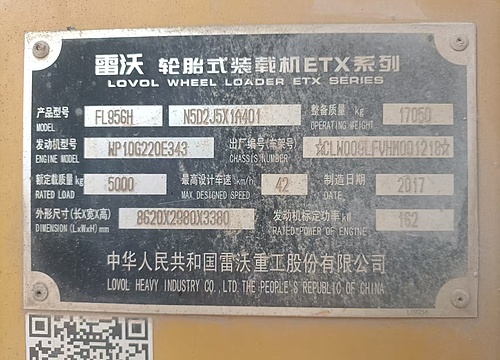 雷沃 轮胎式装载机ETX系列
LOVOL WHEEL LOADER ETX SERIES
产品型号 FL956H N5D2J5X1A401 整备质量 kg 17050
MODEL OPERATING WEIGHT
发动机型号 WP10G220E343 出厂编号(车架号) ☆CLW009LFVHM001218☆
ENGINE MODEL CHASSIS NUMBER
额定载质量 kg 5000 最高设计车速 km/h 42 制造日期 2017
RATED LOAD MAX DESIGNED SPEED DATE
外形尺寸(长X宽X高) 8620X2980X3380 发动机标定功率 kW 162
DIMENSION (LxWxH) mm RATED POWER OF ENGINE
中华人民共和国雷沃重工股份有限公司
LOVOL HEAVY INDUSTRY CO., LTD. THE PEOPLE'S REPUBLIC OF CHINA